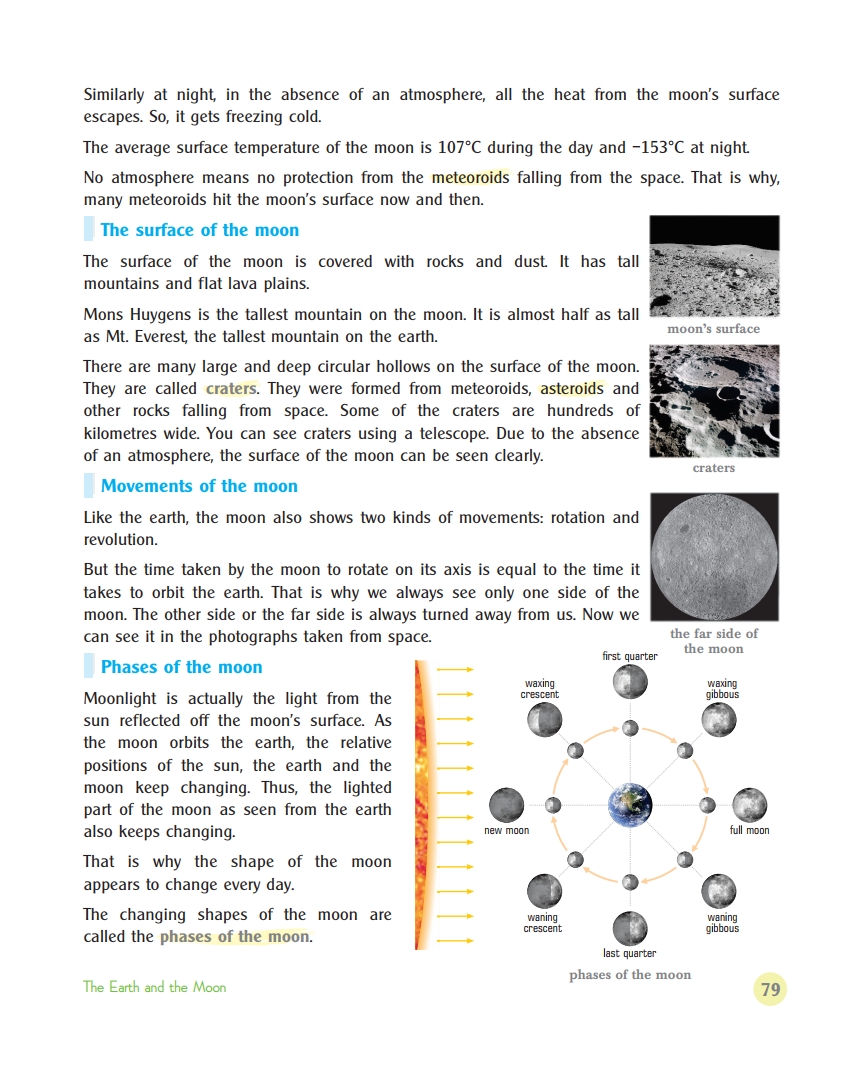 Similarly at night, in the absence of an atmosphere, all the heat from the moon's surface
escapes. So, it gets freezing cold.
The average surface temperature of the moon is 107°C during the day and −153°C at night.
No atmosphere means no protection from the meteoroids falling from the space. That is why,
many meteoroids hit the moon's surface now and then.
The surface of the moon
The surface of the moon is covered with rocks and dust. It has tall
mountains and flat lava plains.
Mons Huygens is the tallest mountain on the moon. It is almost half as tall
as Mt. Everest, the tallest mountain on the earth.
moon's surface
There are many large and deep circular hollows on the surface of the moon.
They are called craters. They were formed from meteoroids, asteroids and
other rocks falling from space. Some of the craters are hundreds of
kilometres wide. You can see craters using a telescope. Due to the absence
of an atmosphere, the surface of the moon can be seen clearly.
craters
Movements of the moon
Like the earth, the moon also shows two kinds of movements: rotation and
revolution.
But the time taken by the moon to rotate on its axis is equal to the time it
takes to orbit the earth. That is why we always see only one side of the
moon. The other side or the far side is always turned away from us. Now we
can see it in the photographs taken from space.
the far side of
the moon
Phases of the moon
Moonlight is actually the light from the
sun reflected off the moon's surface. As
the moon orbits the earth, the relative
positions of the sun, the earth and the
moon keep changing. Thus, the lighted
part of the moon as seen from the earth
also keeps changing.
That is why the shape of the moon
appears to change every day.
The changing shapes of the moon are
called the phases of the moon.
first quarter
waxing
crescent
waxing
gibbous
new moon
full moon
waning
crescent
waning
gibbous
last quarter
phases of the moon
The Earth and the Moon
79